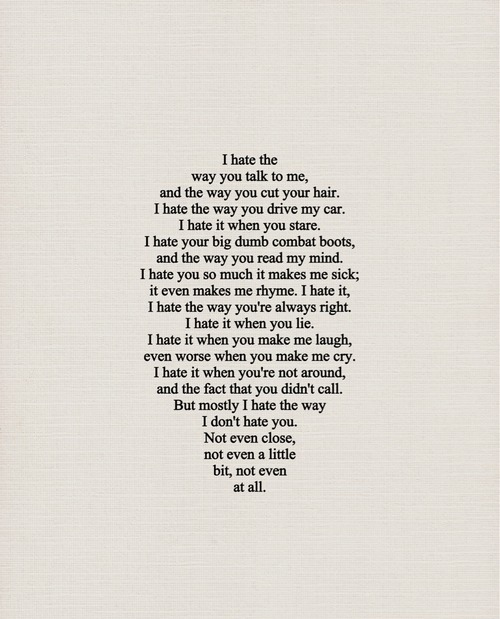 I hate the
way you talk to me,
and the way you cut your hair.
I hate the way you drive my car.
I hate it when you stare.
I hate your big dumb combat boots,
and the way you read my mind.
I hate you so much it makes me sick;
it even makes me rhyme. I hate it,
I hate the way you're always right.
I hate it when you lie.
I hate it when you make me laugh,
even worse when you make me cry.
I hate it when you're not around,
and the fact that you didn't call.
But mostly I hate the way
I don't hate you.
Not even close,
not even a little
bit, not even
at all.